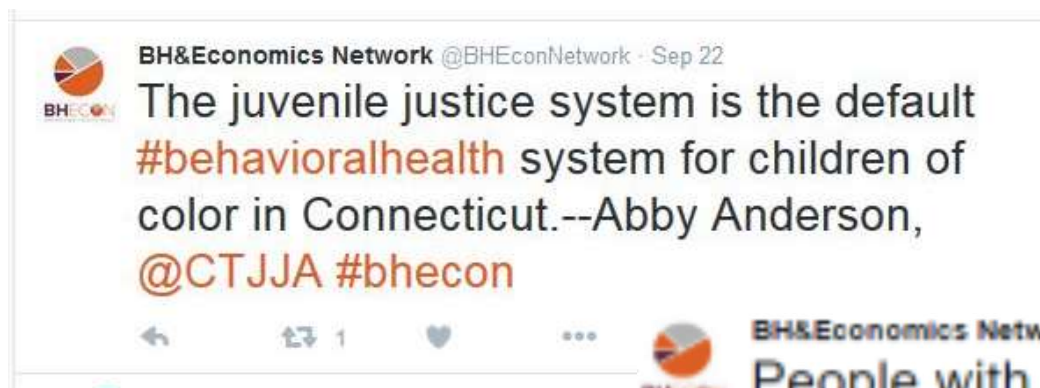 BH&Economics Network @BHEconNetwork · Sep 22
The juvenile justice system is the default
#behavioralhealth system for children of
color in Connecticut.--Abby Anderson,
@CTJJA #bhecon
BHECON
1
BH&Economics Netw
People with